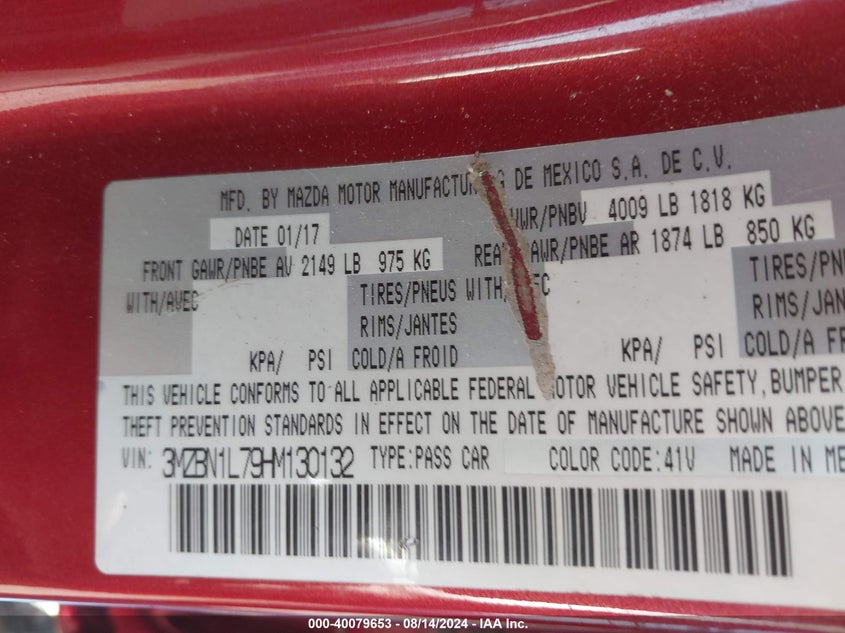 MFD. BY MAZDA MOTOR MANUFACTURING DE MEXICO S.A. DE C.V.
DATE 01/17 GVWR/PNBV 4009 LB 1818 KG
FRONT GAWR/PNBE AV 2149 LB 975 KG REAR GAWR/PNBE AR 1874 LB 850 KG
WITH/AVEC TIRES/PNEUS WITH/AVEC TIRES/PN
RIMS/JANTES RIMS/JANTES
KPA/ PSI COLD/A FROID KPA/ PSI COLD/A FR
THIS VEHICLE CONFORMS TO ALL APPLICABLE FEDERAL MOTOR VEHICLE SAFETY, BUMPER
THEFT PREVENTION STANDARDS IN EFFECT ON THE DATE OF MANUFACTURE SHOWN ABOVE
VIN: 3MZBN1L79HM130132 TYPE:PASS CAR COLOR CODE:41V MADE IN ME
000-40079653 - 08/14/2024 - IAA Inc.